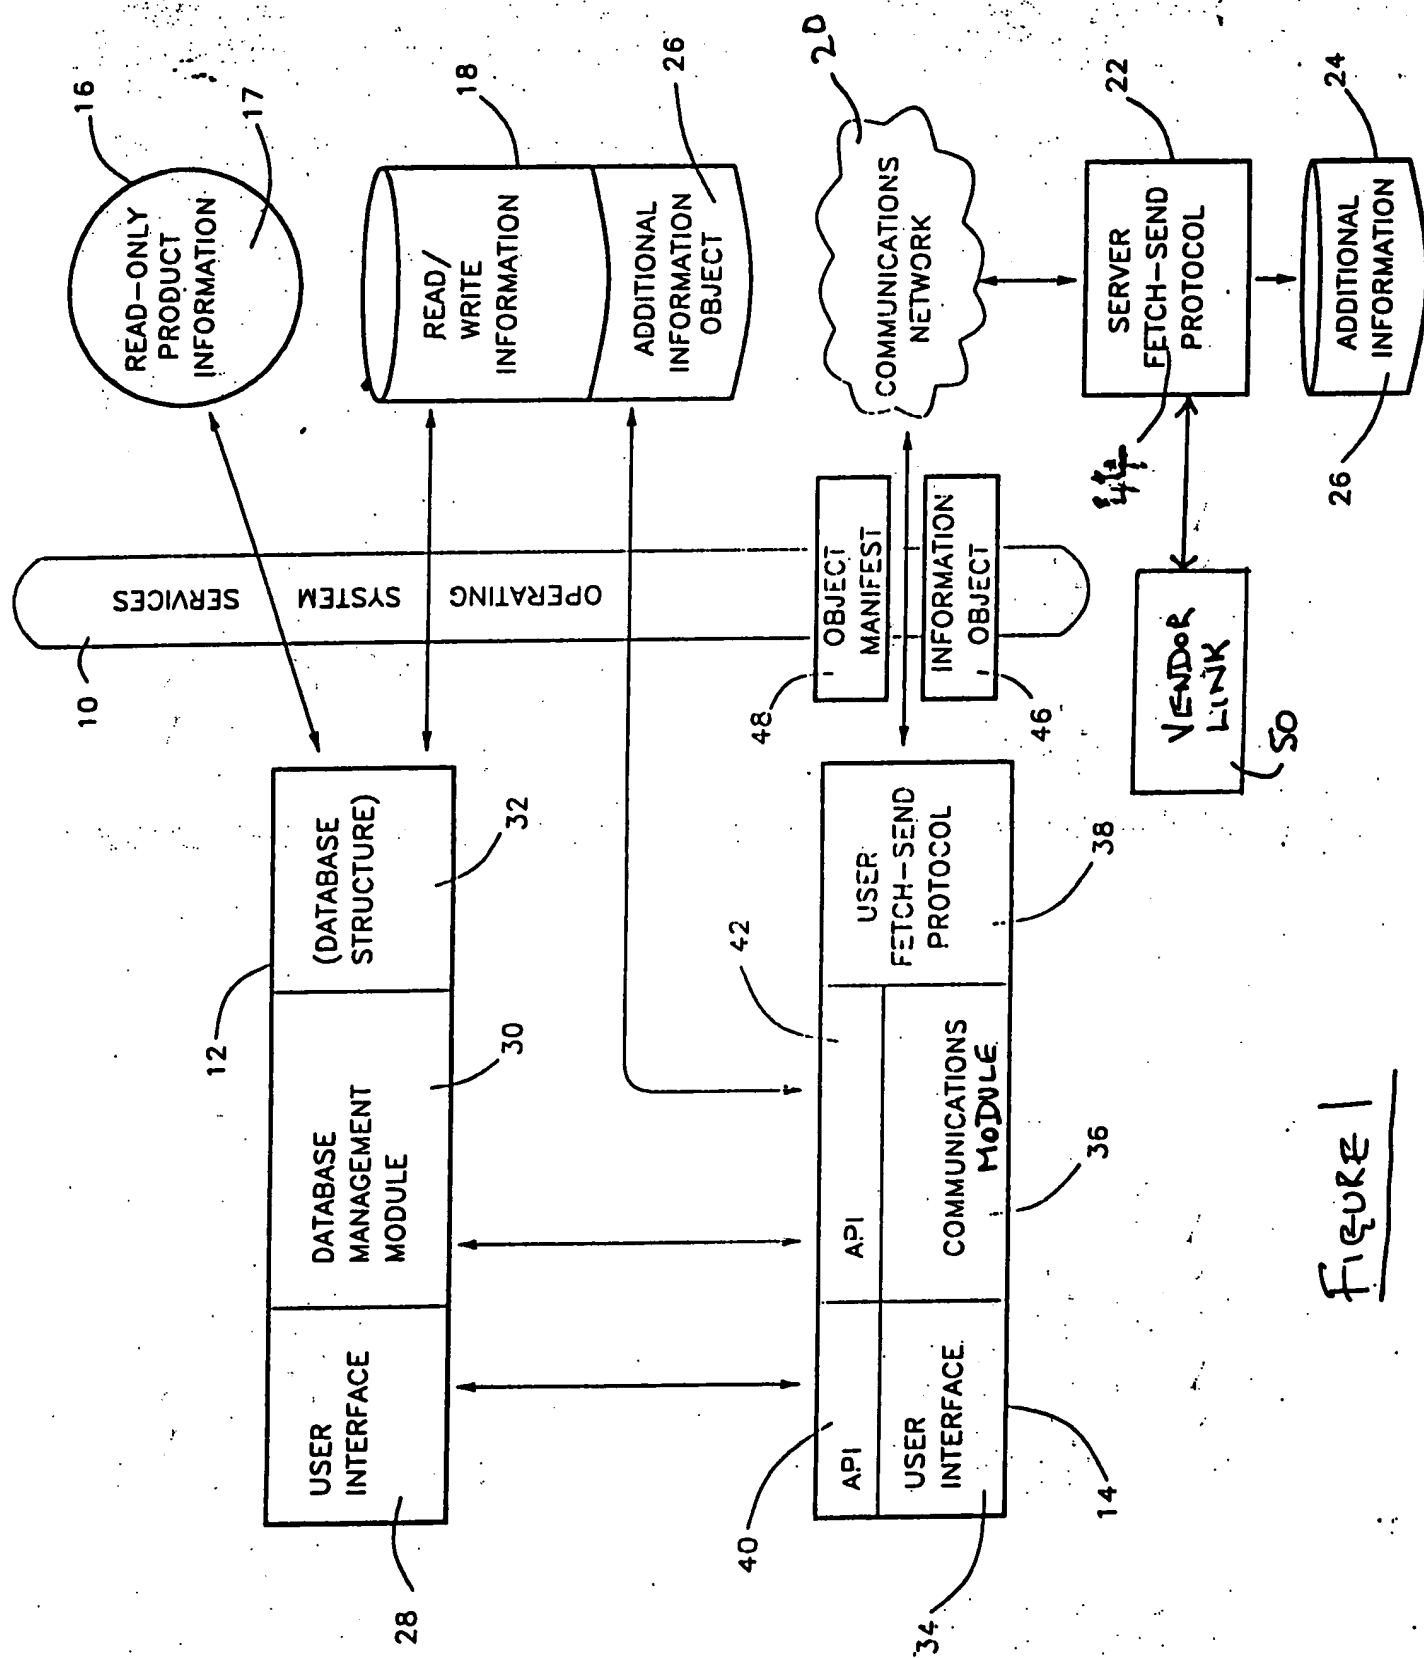 16
READ-ONLY
PRODUCT
INFORMATION
17
18
READ/
WRITE
INFORMATION
26
ADDITIONAL
INFORMATION
OBJECT
20
COMMUNICATIONS
NETWORK
22
SERVER
FETCH-SEND
PROTOCOL
44
24
ADDITIONAL
INFORMATION
26
10
OPERATING
SYSTEM
SERVICES
48
OBJECT
MANIFEST
INFORMATION
OBJECT
46
VENDOR
LINK
50
12
(DATABASE
STRUCTURE)
32
DATABASE
MANAGEMENT
MODULE
30
USER
INTERFACE
28
42
USER
FETCH-SEND
PROTOCOL
38
API
COMMUNICATIONS
MODULE
36
40
API
USER
INTERFACE
34
14
FIGURE 1